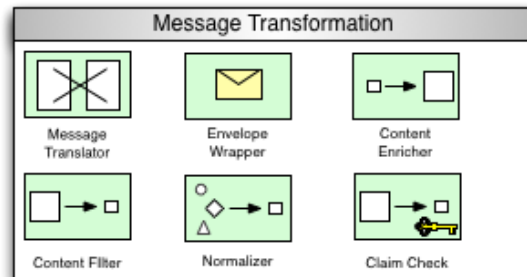 Message Transformation
Message
Translator
Envelope
Wrapper
Content
Enricher
Content FIlter
Normalizer
Claim Check